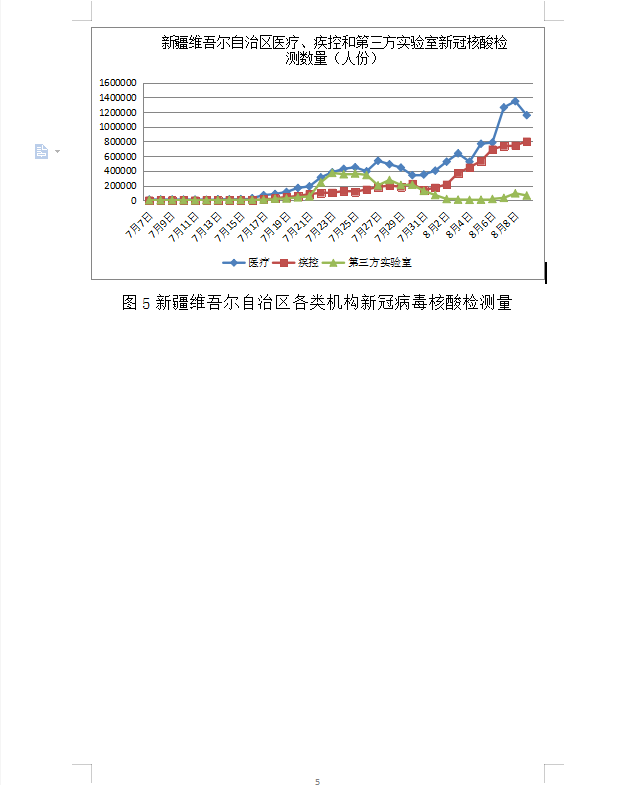 新疆维吾尔自治区医疗、疾控和第三方实验室新冠核酸检
测数量（人份）
1600000
1400000
1200000
1000000
800000
600000
400000
200000
0
7月7日 7月9日 7月11日 7月13日 7月15日 7月17日 7月19日 7月21日 7月23日 7月25日 7月27日 7月29日 7月31日 8月2日 8月4日 8月6日 8月8日
医疗 疾控 第三方实验室
图 5 新疆维吾尔自治区各类机构新冠病毒核酸检测量
5